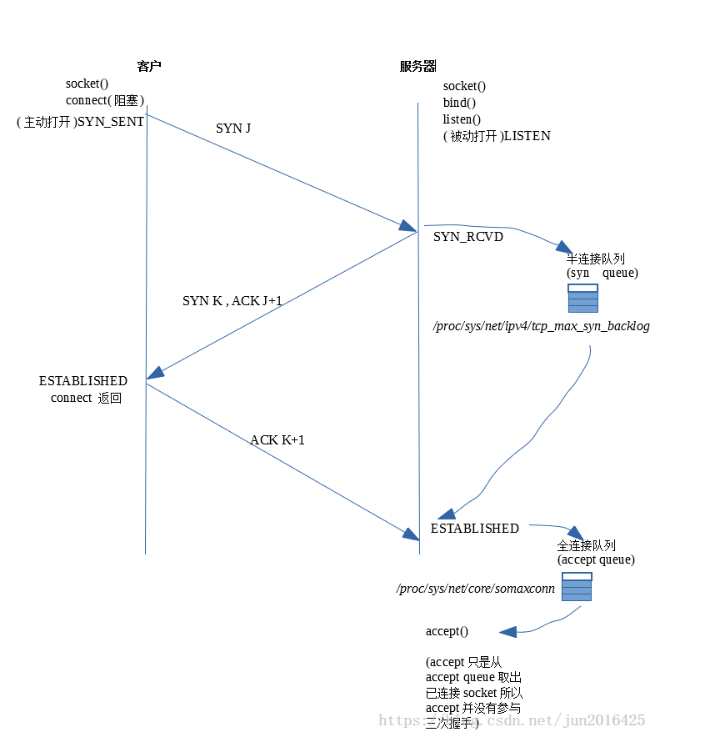 客户
服务器
socket()
connect( 阻塞 )
( 主动打开 )SYN_SENT
socket()
bind()
listen()
( 被动打开 )LISTEN
SYN J
SYN_RCVD
半连接队列
(syn queue)
SYN K , ACK J+1
/proc/sys/net/ipv4/tcp_max_syn_backlog
ESTABLISHED
connect 返回
ACK K+1
ESTABLISHED
全连接队列
(accept queue)
/proc/sys/net/core/somaxconn
accept()
(accept 只是从
accept queue 取出
已连接 socket 所以
accept 并没有参与
三次握手 )
https://blog.csdn.net/jun2016425